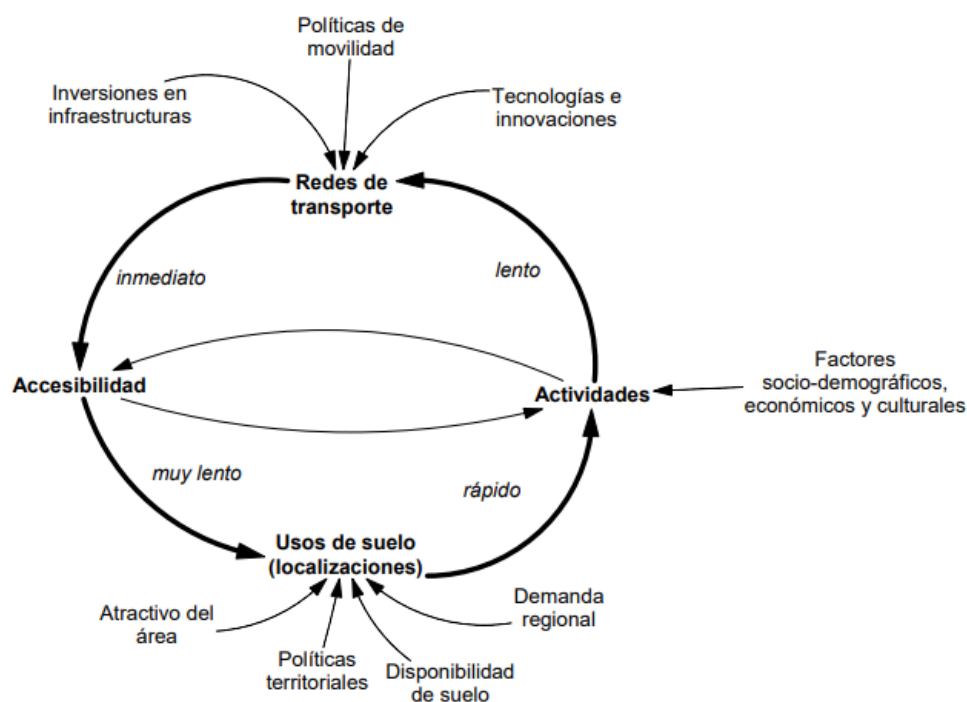 Políticas de
movilidad
Inversiones en
infraestructuras
Tecnologías e
innovaciones
Redes de
transporte
inmediato
lento
Accesibilidad
Actividades
Factores
socio-demográficos,
económicos y culturales
muy lento
rápido
Usos de suelo
(localizaciones)
Atractivo del
área
Políticas
territoriales
Disponibilidad
de suelo
Demanda
regional